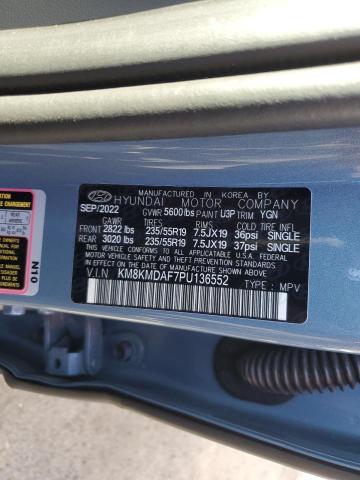 MANUFACTURED IN KOREA BY
HYUNDAI MOTOR COMPANY
SEP/2022 GVWR 5600 lbs PAINT U3P TRIM YGN
GAWR TIRES RIMS COLD TIRE INFL
FRONT 2822 lbs 235/55R19 7.5JX19 36psi SINGLE
REAR 3020 lbs 235/55R19 7.5JX19 37psi SINGLE
THIS VEHICLE CONFORMS TO ALL APPLICABLE FEDERAL
MOTOR VEHICLE SAFETY AND THEFT PREVENTION STANDARDS
IN EFFECT ON THE DATE OF MANUFACTURE SHOWN ABOVE.
V.I.N KM8KMDAF7PU136552
TYPE : MPV
N10